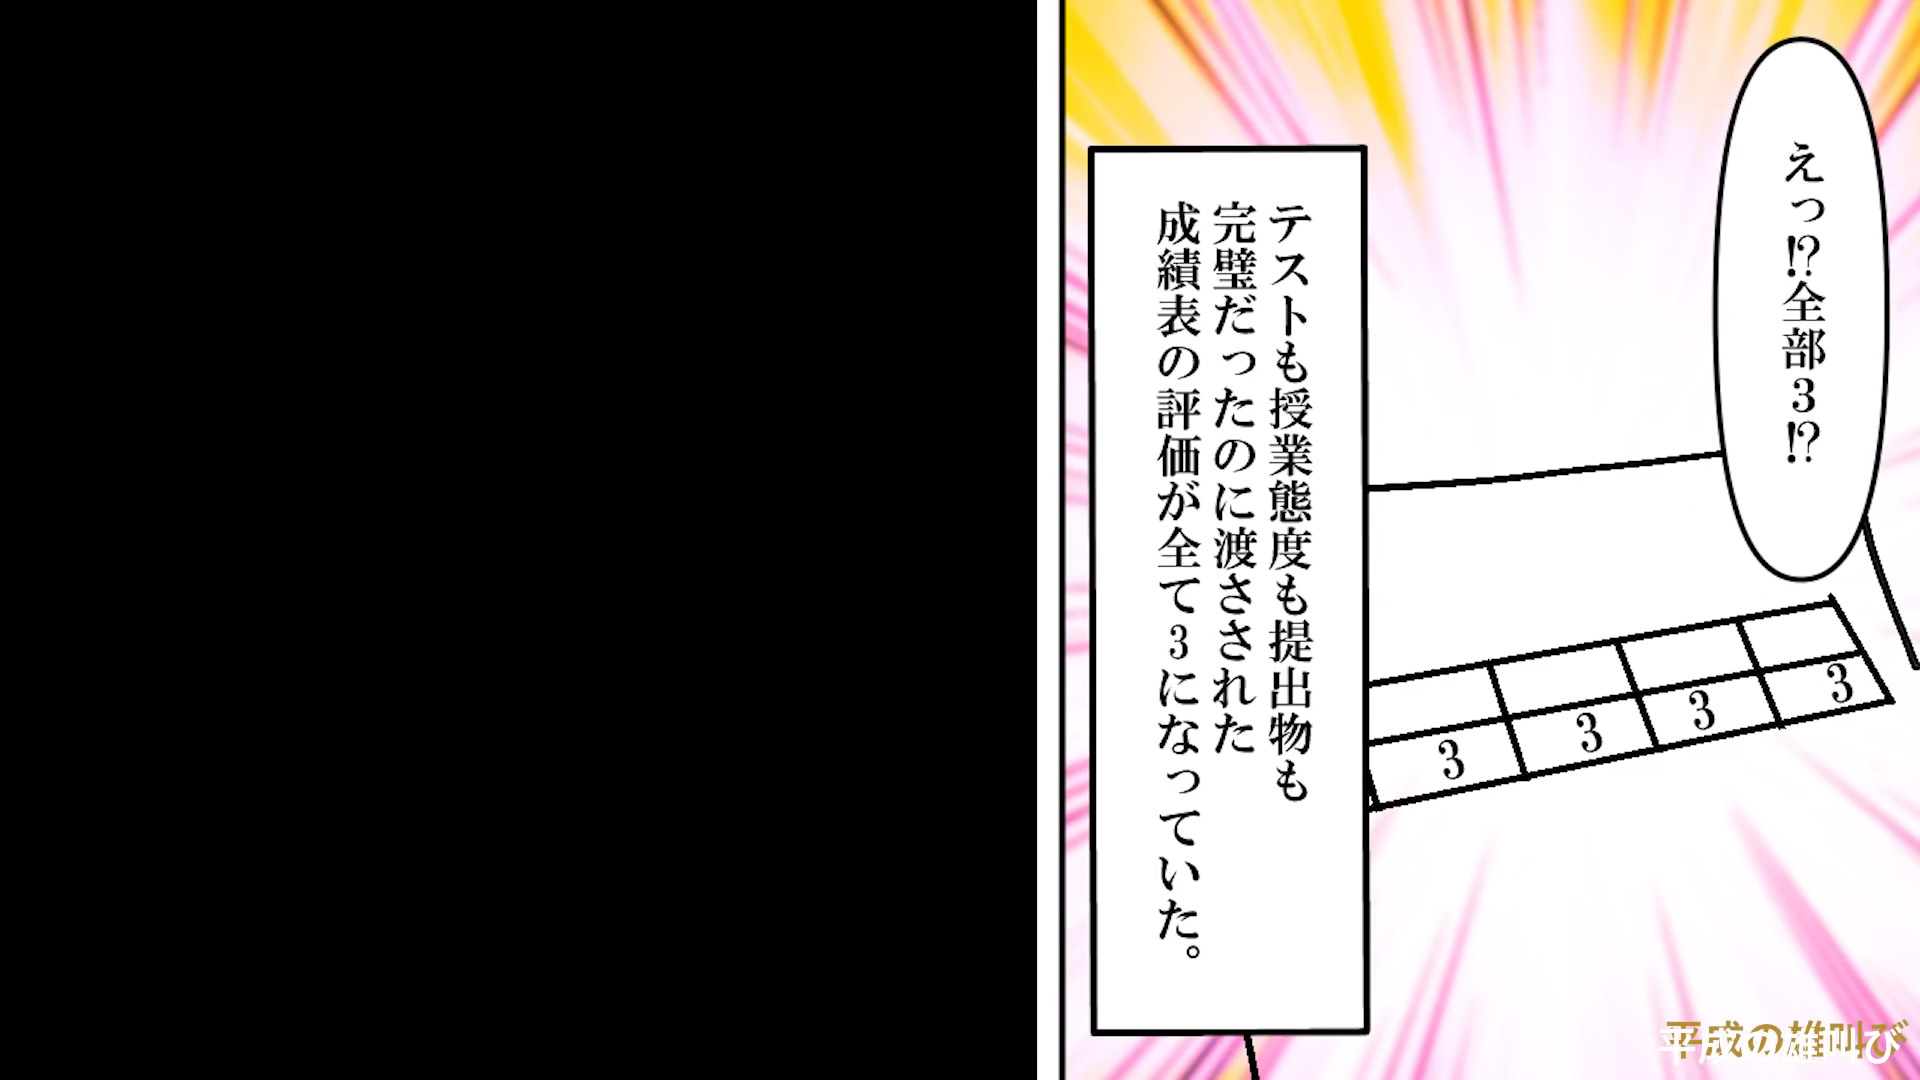 えっ⁉全部３⁉
テストも授業態度も提出物も
完璧だったのに渡さされた
成績表の評価が全て3になっていた。
3 3 3 3
平成の雄叫び